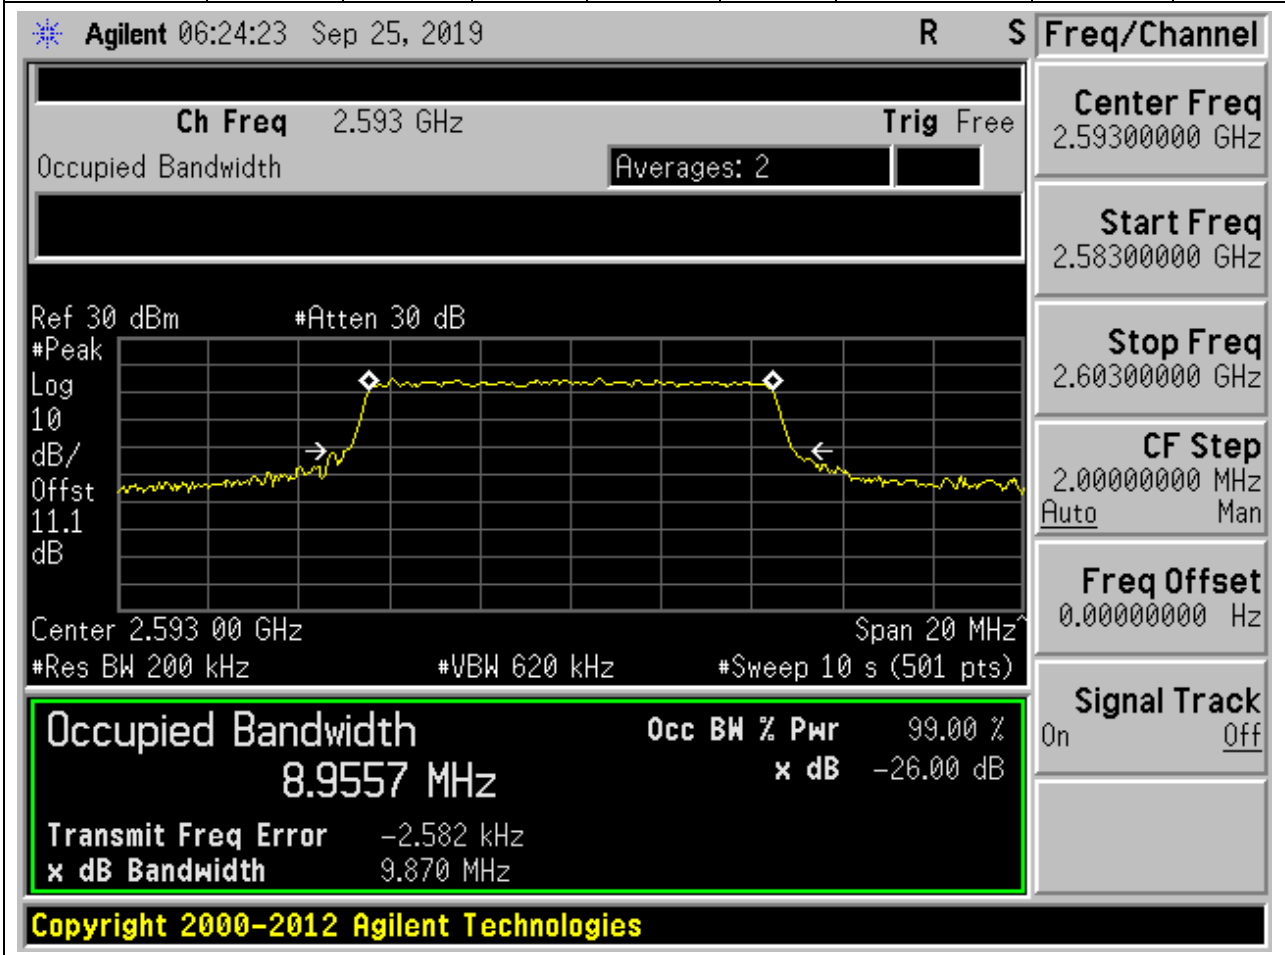 Agilent 06:24:23 Sep 25, 2019 R S Freq/Channel
Ch Freq 2.593 GHz Trig Free
Occupied Bandwidth Averages: 2
Center Freq
2.59300000 GHz
Start Freq
2.58300000 GHz
Stop Freq
2.60300000 GHz
CF Step
2.00000000 MHz
Auto Man
Freq Offset
0.00000000 Hz
Signal Track
On Off
Ref 30 dBm #Atten 30 dB
#Peak
Log
10
dB/
Offst
11.1
dB
Center 2.593 00 GHz Span 20 MHz^
#Res BW 200 kHz #VBW 620 kHz #Sweep 10 s (501 pts)
Occupied Bandwidth Occ BW % Pwr 99.00 %
8.9557 MHz x dB -26.00 dB
Transmit Freq Error -2.582 kHz
x dB Bandwidth 9.870 MHz
Copyright 2000-2012 Agilent Technologies